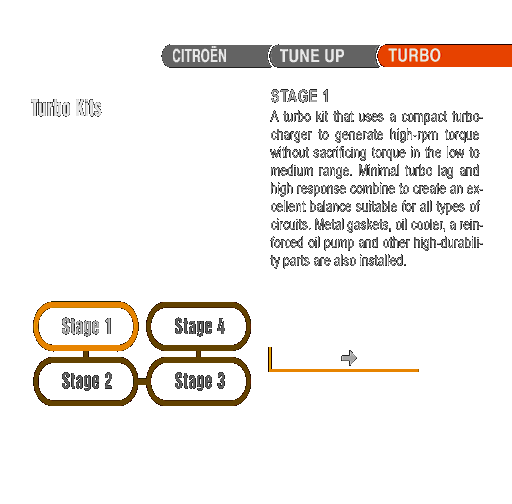 CITROËN TUNE UP TURBO
Turbo Kits
STAGE 1
A turbo kit that uses a compact turbo-
charger to generate high-rpm torque
without sacrificing torque in the low to
medium range. Minimal turbo lag and
high response combine to create an ex-
cellent balance suitable for all types of
circuits. Metal gaskets, oil cooler, a rein-
forced oil pump and other high-durabili-
ty parts are also installed.
Stage 1 Stage 4
Stage 2 Stage 3